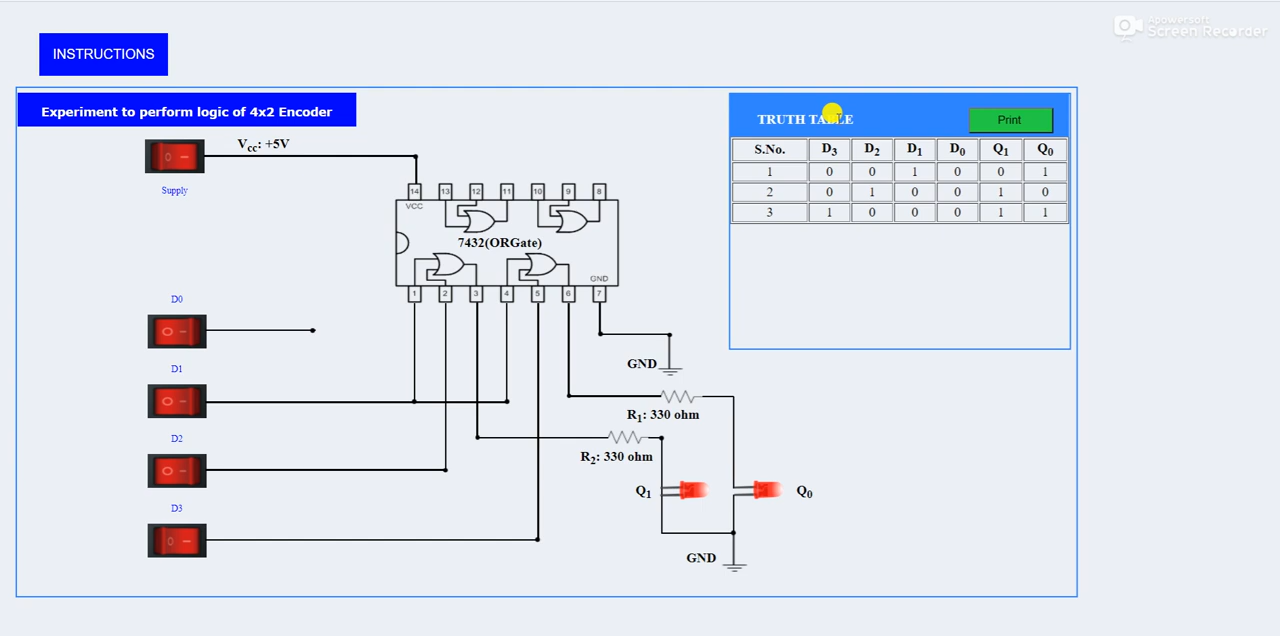 Apowersoft
Screen Recorder
INSTRUCTIONS
Experiment to perform logic of 4x2 Encoder
Vcc: +5V
Supply
14 13 12 11 10 9 8
VCC
7432(ORGate)
GND
1 2 3 4 5 6 7
D0
D1
D2
D3
GND
R1: 330 ohm
R2: 330 ohm
Q1
Q0
GND
TRUTH TABLE
Print
S.No. D3 D2 D1 D0 Q1 Q0
1 0 0 1 0 0 1
2 0 1 0 0 1 0
3 1 0 0 0 1 1